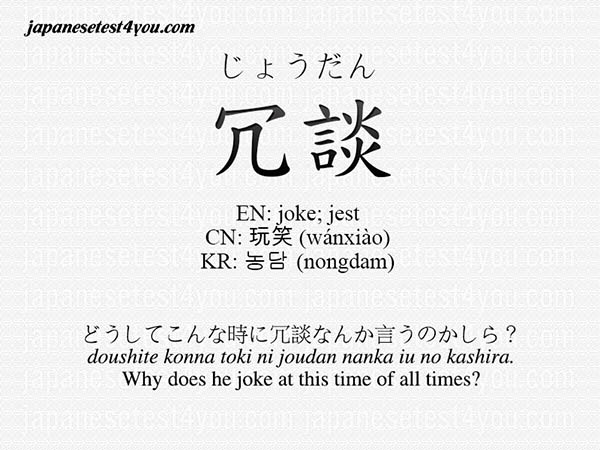 japanesetest4you.com
じょうだん
冗談
EN: joke; jest
CN: 玩笑 (wánxiào)
KR: 농담 (nongdam)
どうしてこんな時に冗談なんか言うのかしら？
doushite konna toki ni joudan nanka iu no kashira.
Why does he joke at this time of all times?